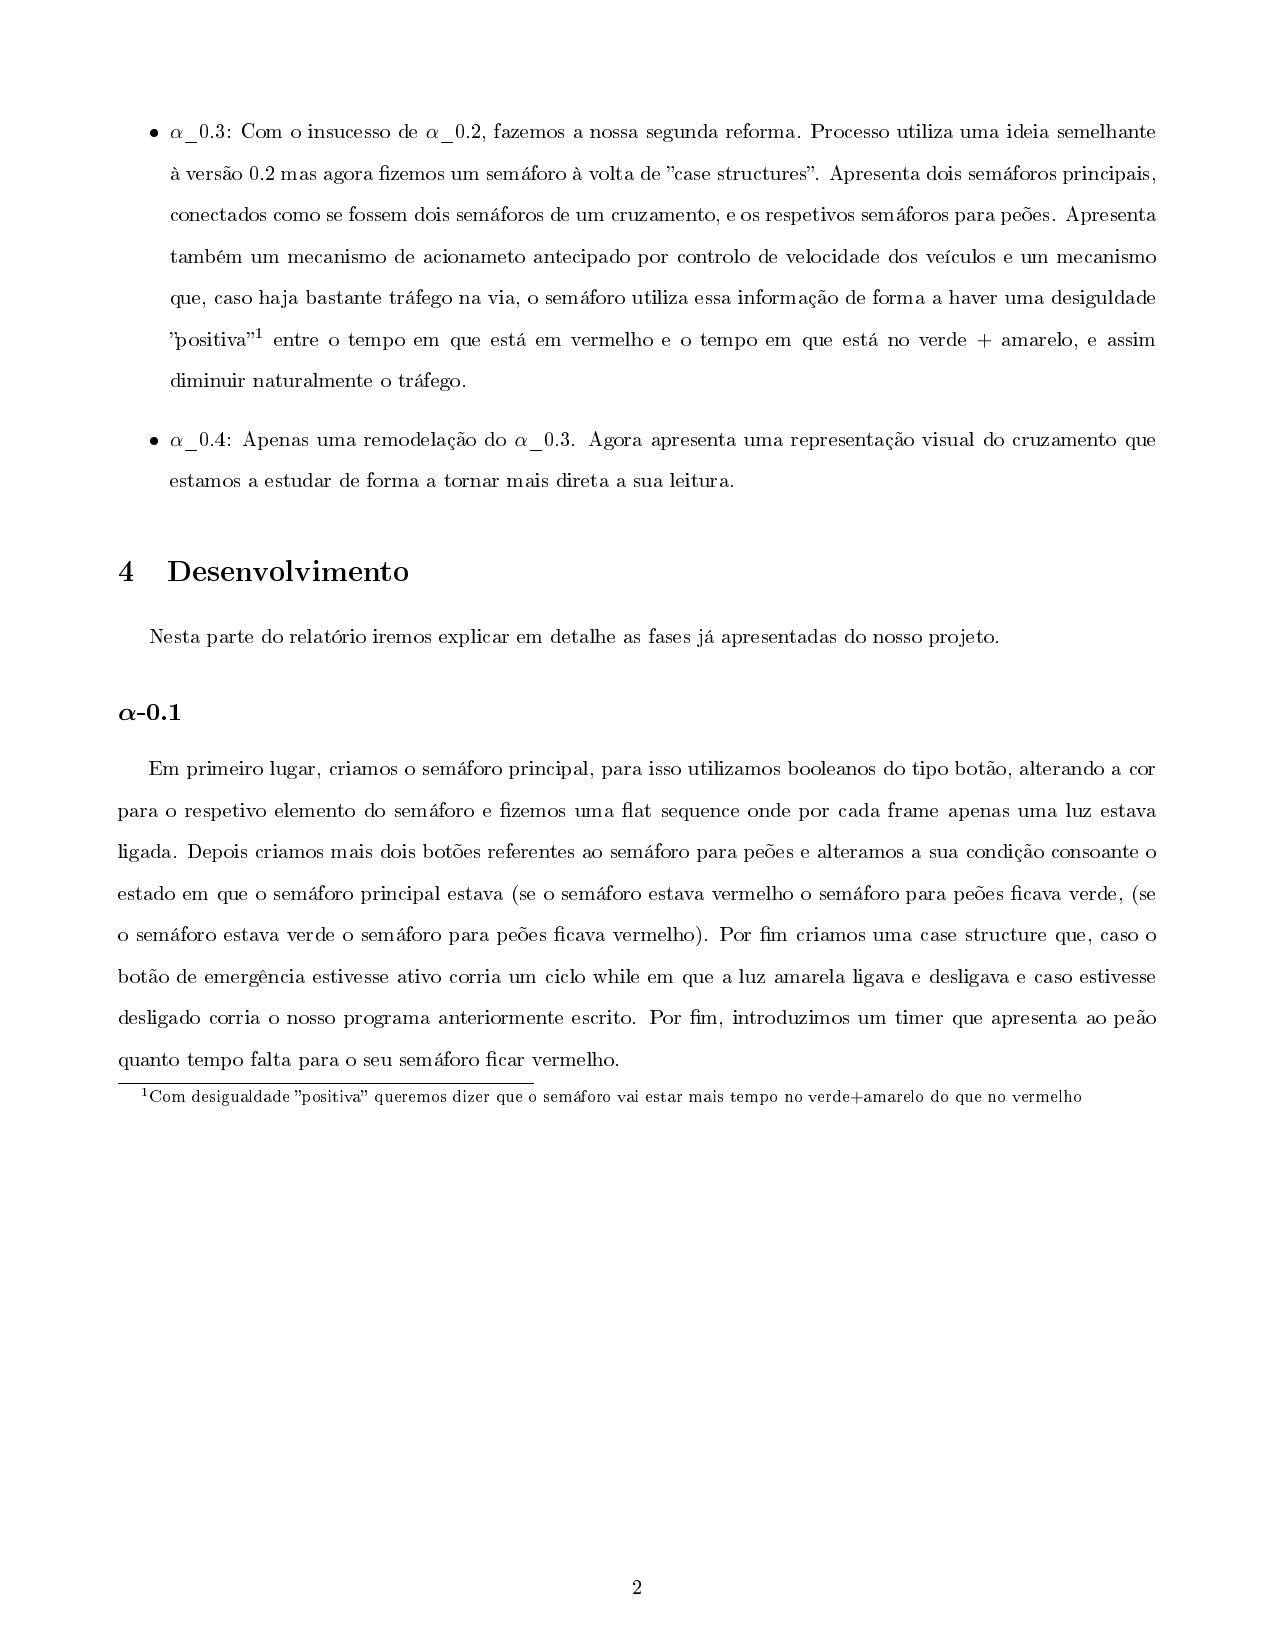 • α_0.3: Com o insucesso de α_0.2, fazemos a nossa segunda reforma. Processo utiliza uma ideia semelhante
à versão 0.2 mas agora fizemos um semáforo à volta de ”case structures”. Apresenta dois semáforos principais,
conectados como se fossem dois semáforos de um cruzamento, e os respetivos semáforos para peões. Apresenta
também um mecanismo de acionameto antecipado por controlo de velocidade dos veículos e um mecanismo
que, caso haja bastante tráfego na via, o semáforo utiliza essa informação de forma a haver uma desiguldade
”positiva”¹ entre o tempo em que está em vermelho e o tempo em que está no verde + amarelo, e assim
diminuir naturalmente o tráfego.
• α_0.4: Apenas uma remodelação do α_0.3. Agora apresenta uma representação visual do cruzamento que
estamos a estudar de forma a tornar mais direta a sua leitura.
4 Desenvolvimento
Nesta parte do relatório iremos explicar em detalhe as fases já apresentadas do nosso projeto.
α-0.1
Em primeiro lugar, criamos o semáforo principal, para isso utilizamos booleanos do tipo botão, alterando a cor
para o respetivo elemento do semáforo e fizemos uma flat sequence onde por cada frame apenas uma luz estava
ligada. Depois criamos mais dois botões referentes ao semáforo para peões e alteramos a sua condição consoante o
estado em que o semáforo principal estava (se o semáforo estava vermelho o semáforo para peões ficava verde, (se
o semáforo estava verde o semáforo para peões ficava vermelho). Por fim criamos uma case structure que, caso o
botão de emergência estivesse ativo corria um ciclo while em que a luz amarela ligava e desligava e caso estivesse
desligado corria o nosso programa anteriormente escrito. Por fim, introduzimos um timer que apresenta ao peão
quanto tempo falta para o seu semáforo ficar vermelho.
¹Com desigualdade ”positiva” queremos dizer que o semáforo vai estar mais tempo no verde+amarelo do que no vermelho
2